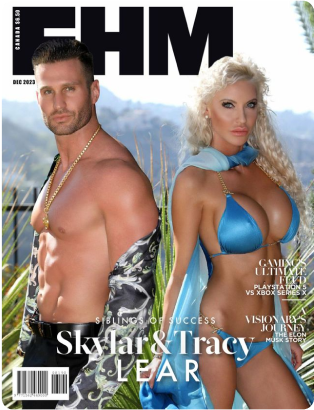 FHM
CANADA $6.50
DEC 2023
GAMING'S
ULTIMATE
FEUD
PLAYSTATION 5
VS XBOX SERIES X
VISIONARY'S
JOURNEY
THE ELON
MUSK STORY
SIBLINGS OF SUCCESS
Skylar & Tracy
LEAR